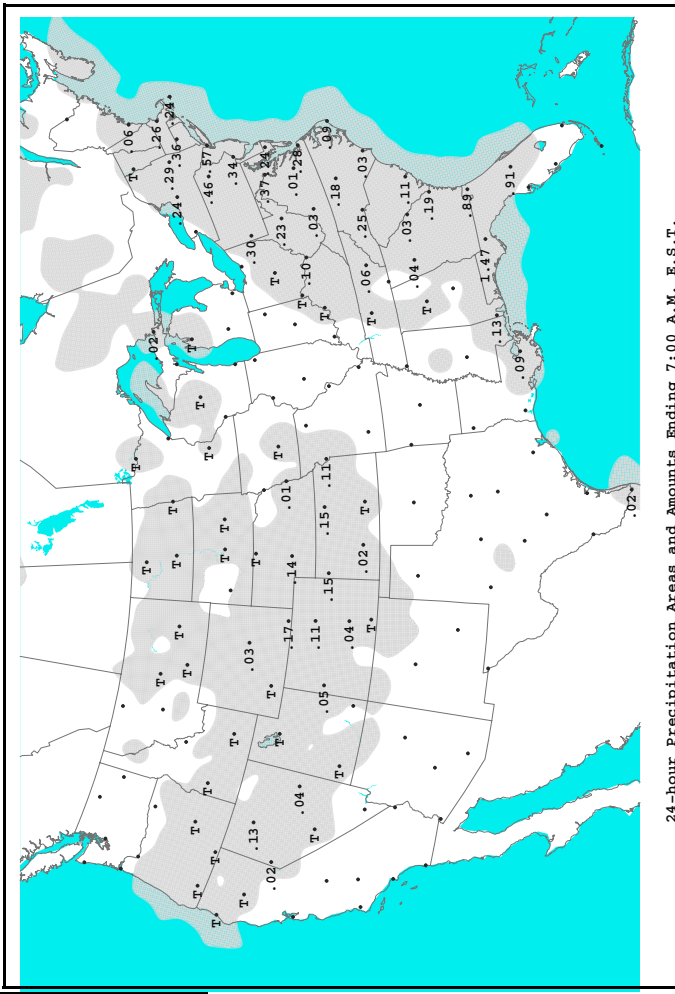 T
.06
T
.02
.26
T
T
.29
.24
T
T
.24
.36
T
T
T
T
T
T
T
T
.46
.57
T
T
T
T
T
.34
T
.03
.30
.13
T
.02
T
.37
.24
T
T
T
.23
.17
.01
.14
.01
.28
.04
T
.10
T
.11
.03
.05
.15
T
.15
.11
.09
T
.18
.04
.02
T
.25
.03
.06
T
T
.03
.11
.04
T
.19
.89
1.47
.13
.91
.09
.02
24-hour Precipitation Areas and Amounts Ending 7:00 A.M. E.S.T.